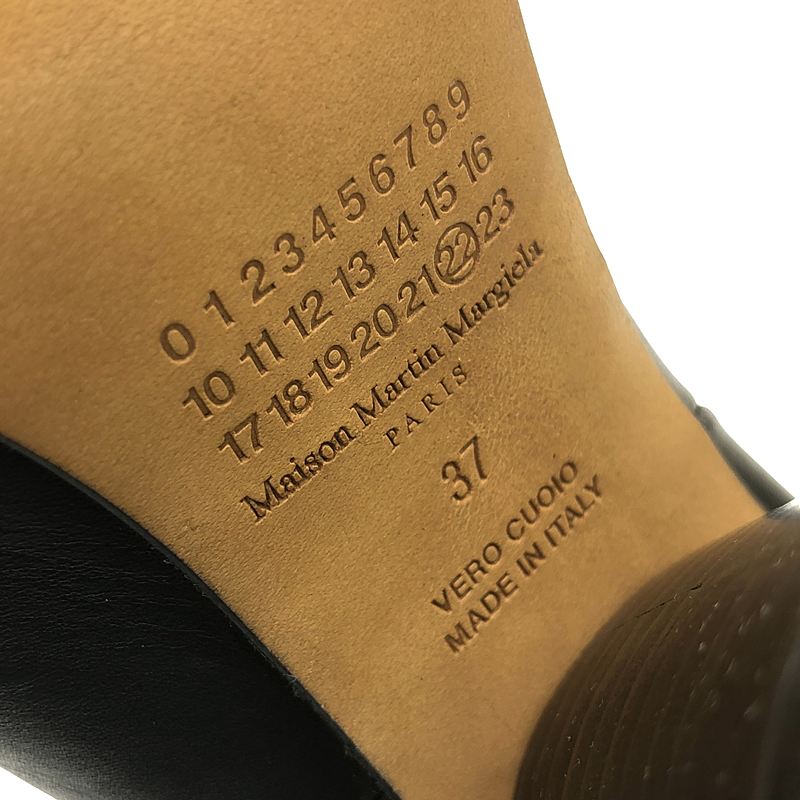 0 1 2 3 4 5 6 7 8 9
10 11 12 13 14 15 16
17 18 19 20 21 22 23
Maison Martin Margiela
PARIS
37
VERO CUOIO
MADE IN ITALY